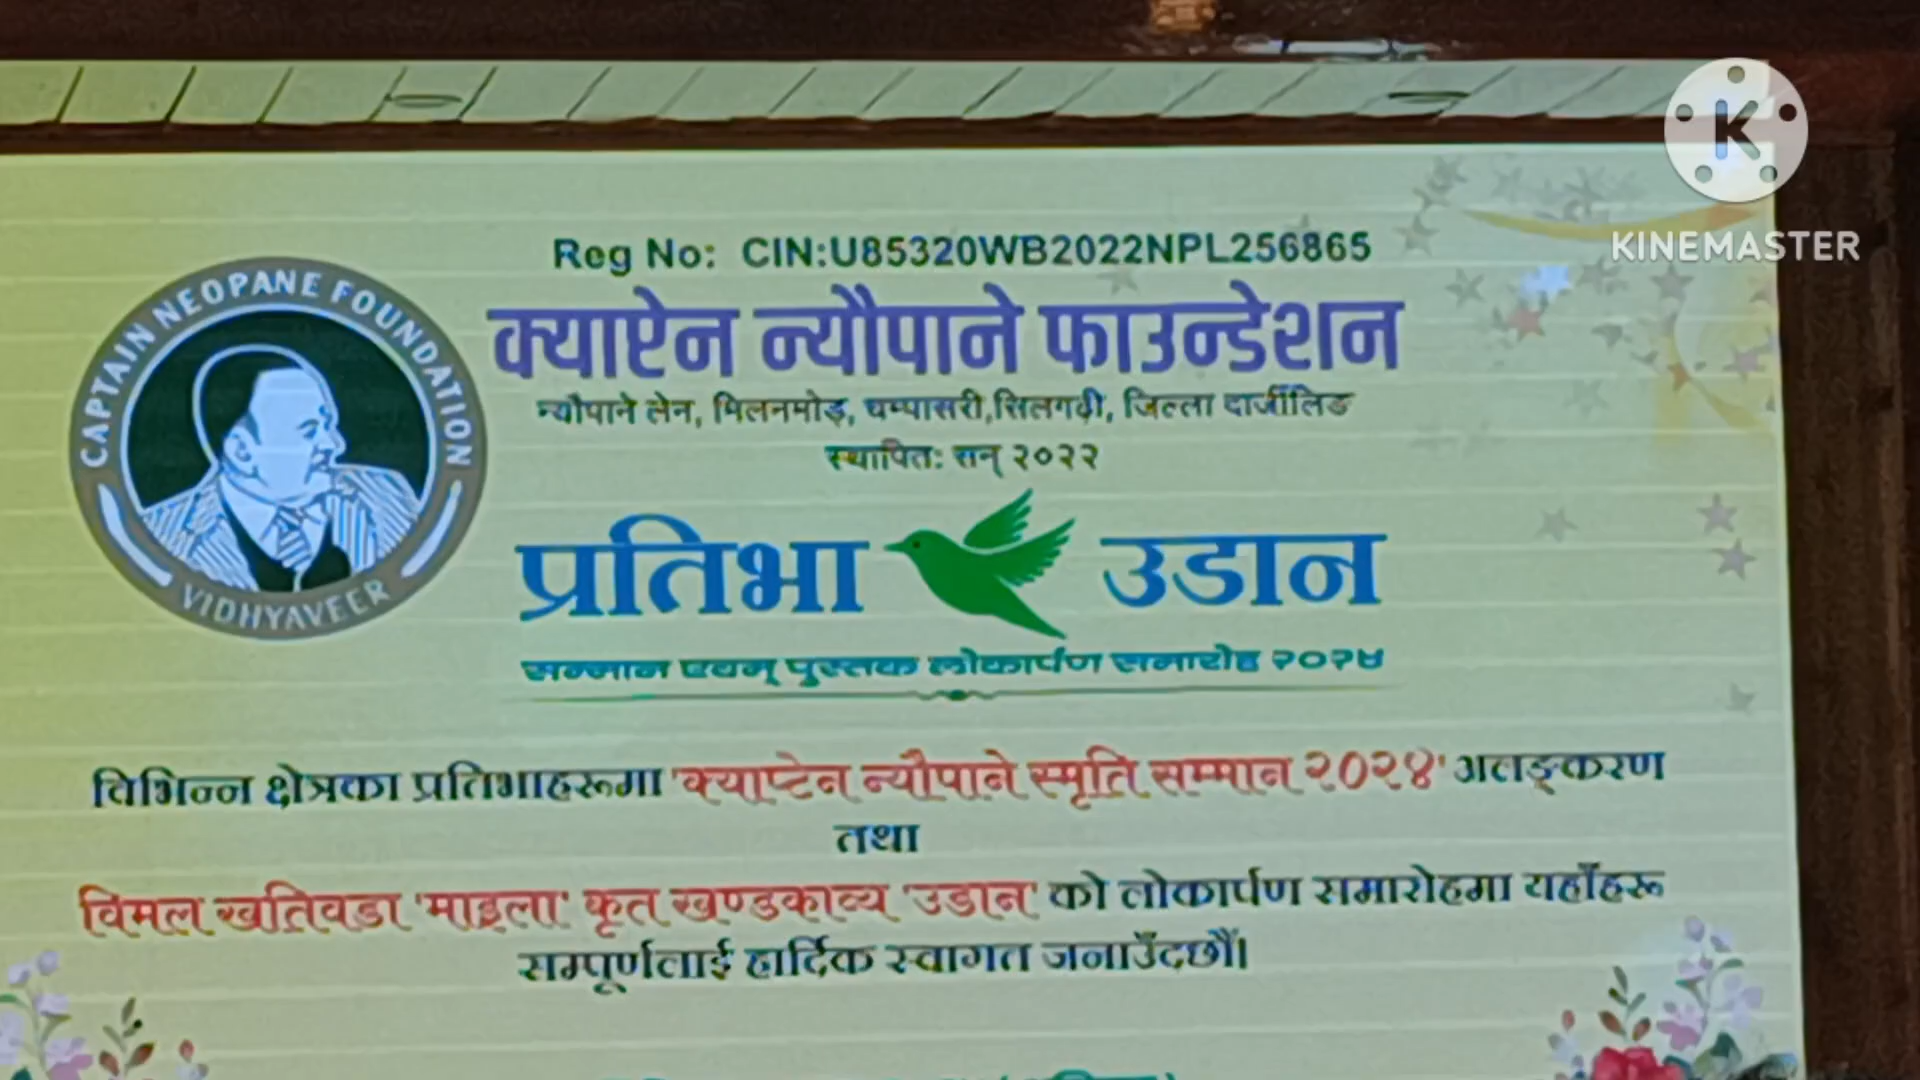 KINEMASTER
Reg No: CIN:U85320WB2022NPL256865
CAPTAIN NEOPANE FOUNDATION
VIDHYAVEER
क्याऐन न्यौपाने फाउन्डेशन
न्यौपाने लेन, मिलनमोड़, चम्पासरी,सिलगढी, जिल्ला दार्जीलिङ
स्थापित: सन् २०२२
प्रतिभा उडान
सम्मान एवम् पुस्तक लोकार्पण समारोह २०२४
विभिन्न क्षेत्रका प्रतिभाहरूमा 'क्याप्टेन न्यौपाने स्मृति सम्मान २०२४' अलङ्करण
तथा
विमल खतिवडा 'माइला' कृत खण्डकाव्य 'उडान' को लोकार्पण समारोहमा यहाँहरू
सम्पूर्णलाई हार्दिक स्वागत जनाउँदछौं।